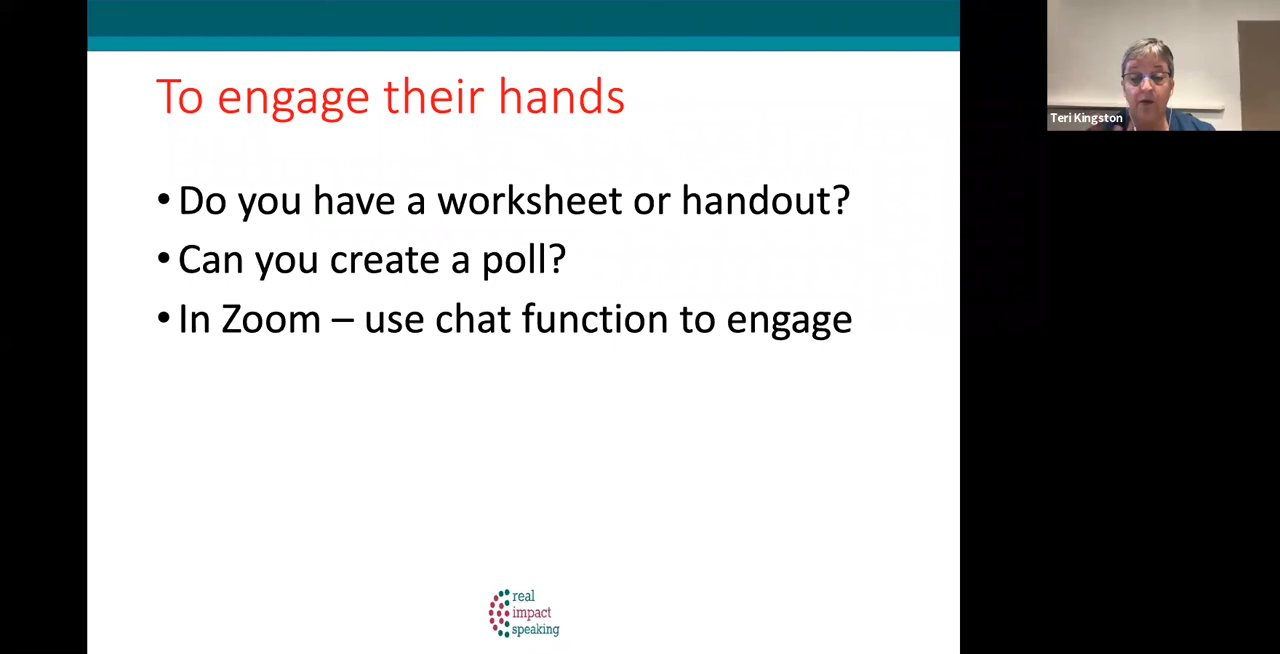 To engage their hands
• Do you have a worksheet or handout?
• Can you create a poll?
• In Zoom – use chat function to engage
Teri Kingston
real
impact
speaking